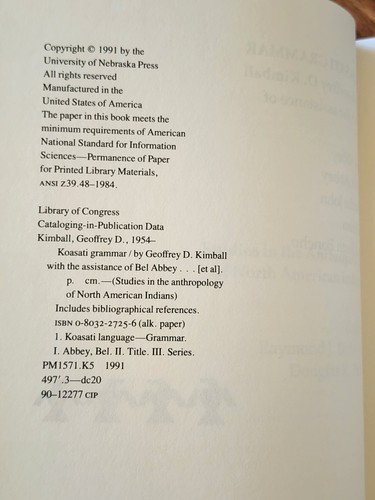 Copyright © 1991 by the
University of Nebraska Press
All rights reserved
Manufactured in the
United States of America
The paper in this book meets the
minimum requirements of American
National Standard for Information
Sciences—Permanence of Paper
for Printed Library Materials,
ANSI Z39.48-1984.
Library of Congress
Cataloging-in-Publication Data
Kimball, Geoffrey D., 1954–
Koasati grammar / by Geoffrey D. Kimball
with the assistance of Bel Abbey . . . [et al].
p. cm.—(Studies in the anthropology
of North American Indians)
Includes bibliographical references.
ISBN 0-8032-2725-6 (alk. paper)
1. Koasati language—Grammar.
I. Abbey, Bel. II. Title. III. Series.
PM1571.K5 1991
497'.3—dc20
90-12277 CIP